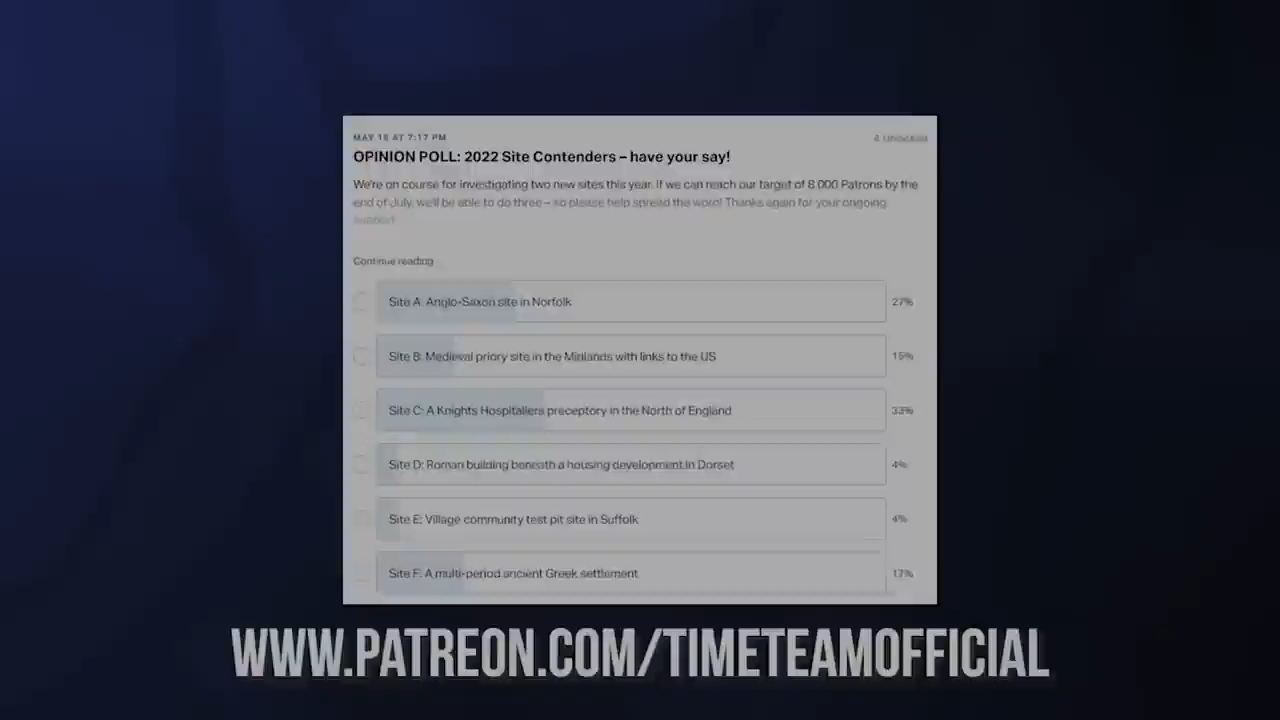 MAY 18 AT 7:17 PM
OPINION POLL: 2022 Site Contenders – have your say!
We're on course for investigating two new sites this year. If we can reach our target of 8,000 Patrons by the
end of July, we'll be able to do three – so please help spread the word! Thanks again for your ongoing
support
Continue reading
Site A: Anglo-Saxon site in Norfolk 27%
Site B: Medieval priory site in the Midlands with links to the US 15%
Site C: A Knights Hospitallers preceptory in the North of England 33%
Site D: Roman building beneath a housing development in Dorset 4%
Site E: Village community test pit site in Suffolk 4%
Site F: A multi-period ancient Greek settlement 17%
WWW.PATREON.COM/TIMETEAMOFFICIAL